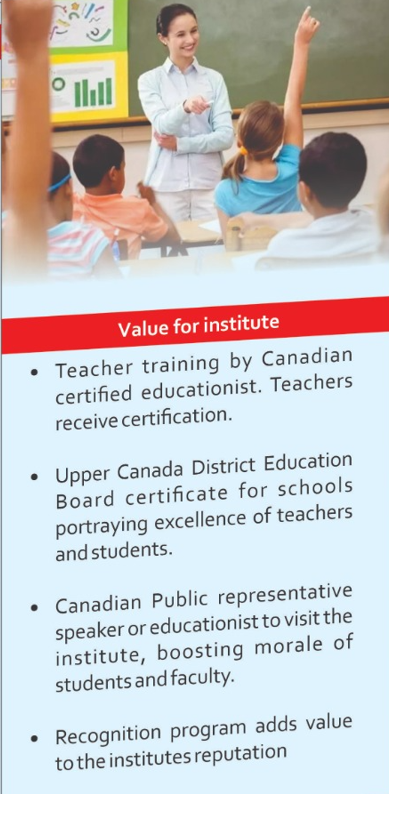 Value for institute
• Teacher training by Canadian
certified educationist. Teachers
receive certification.
• Upper Canada District Education
Board certificate for schools
portraying excellence of teachers
and students.
• Canadian Public representative
speaker or educationist to visit the
institute, boosting morale of
students and faculty.
• Recognition program adds value
to the institutes reputation